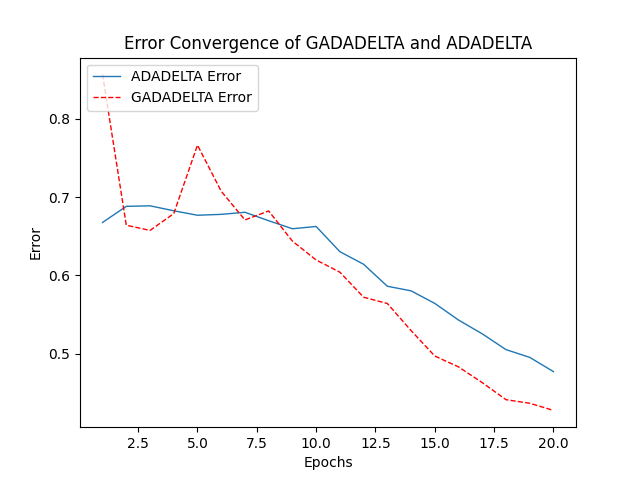 Error Convergence of GADADELTA and ADADELTA
ADADELTA Error
GADADELTA Error
0.8
0.7
0.6
0.5
Error
2.5 5.0 7.5 10.0 12.5 15.0 17.5 20.0
Epochs